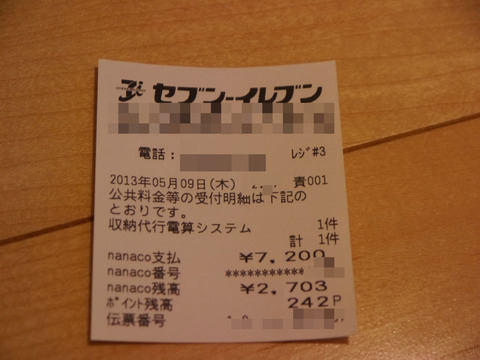 セブン-イレブン
電話:
レジ#3
2013年05月09日(木) 責001
公共料金等の受付明細は下記の
とおりです。
収納代行電算システム 1件
計 1件
nanaco支払 ¥7,200
nanaco番号 ***********
nanaco残高 ¥2,703
ポイント残高 242P
伝票番号